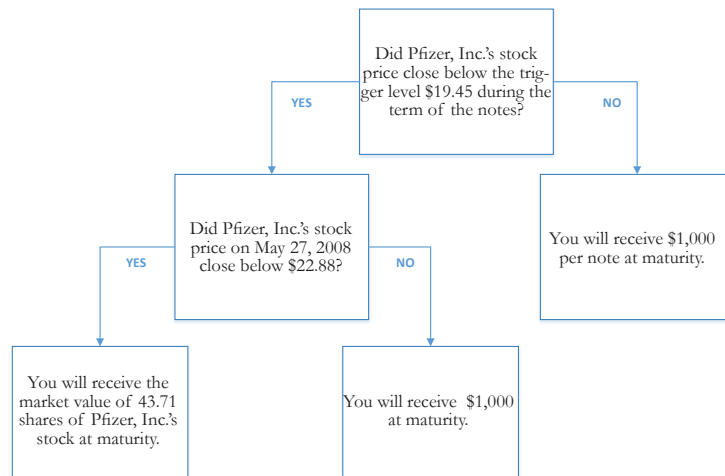 Did Pfizer, Inc.'s stock
price close below the trig-
ger level $19.45 during the
term of the notes?
YES
NO
Did Pfizer, Inc.'s stock
price on May 27, 2008
close below $22.88?
You will receive $1,000
per note at maturity.
YES
NO
You will receive the
market value of 43.71
shares of Pfizer, Inc.'s
stock at maturity.
You will receive $1,000
at maturity.